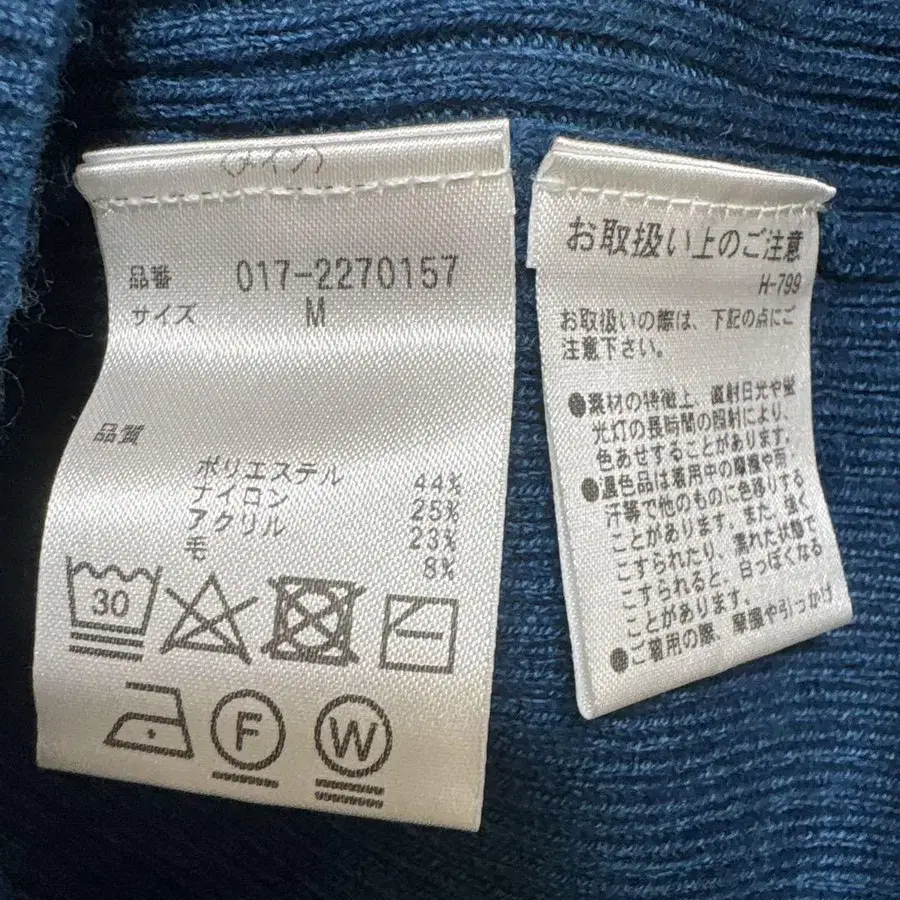 品番 017-2270157
サイズ M
品質
ポリエステル 44%
ナイロン 25%
アクリル 23%
毛 8%
30
F
W
お取扱い上のご注意
H-799
お取扱いの際は、下記の点にご
注意下さい。
●素材の特徴上、直射日光や蛍
光灯の長時間の照射により、
色あせすることがあります。
●濃色品は着用中の摩擦や雨・
汗等で他のものに色移りする
ことがあります。また、強く
こすられたり、濡れた状態で
こすられると、白っぽくなる
ことがあります。
●ご着用の際、摩擦や引っかけ